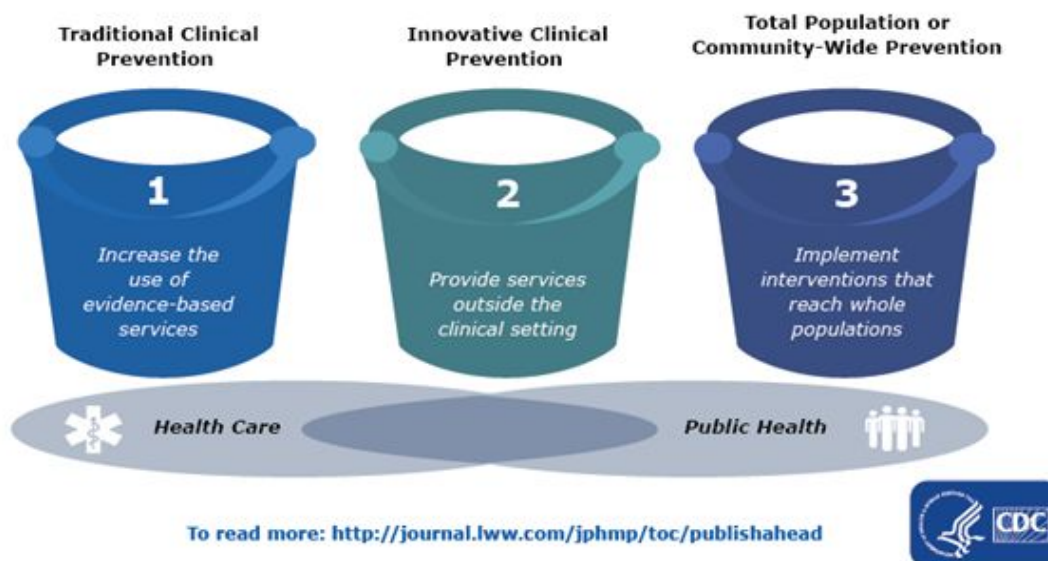 Traditional Clinical
Prevention
Innovative Clinical
Prevention
Total Population or
Community-Wide Prevention
1
Increase the
use of
evidence-based
services
2
Provide services
outside the
clinical setting
3
Implement
interventions that
reach whole
populations
Health Care
Public Health
To read more: http://journal.lww.com/jphmp/toc/publishahead
CDC